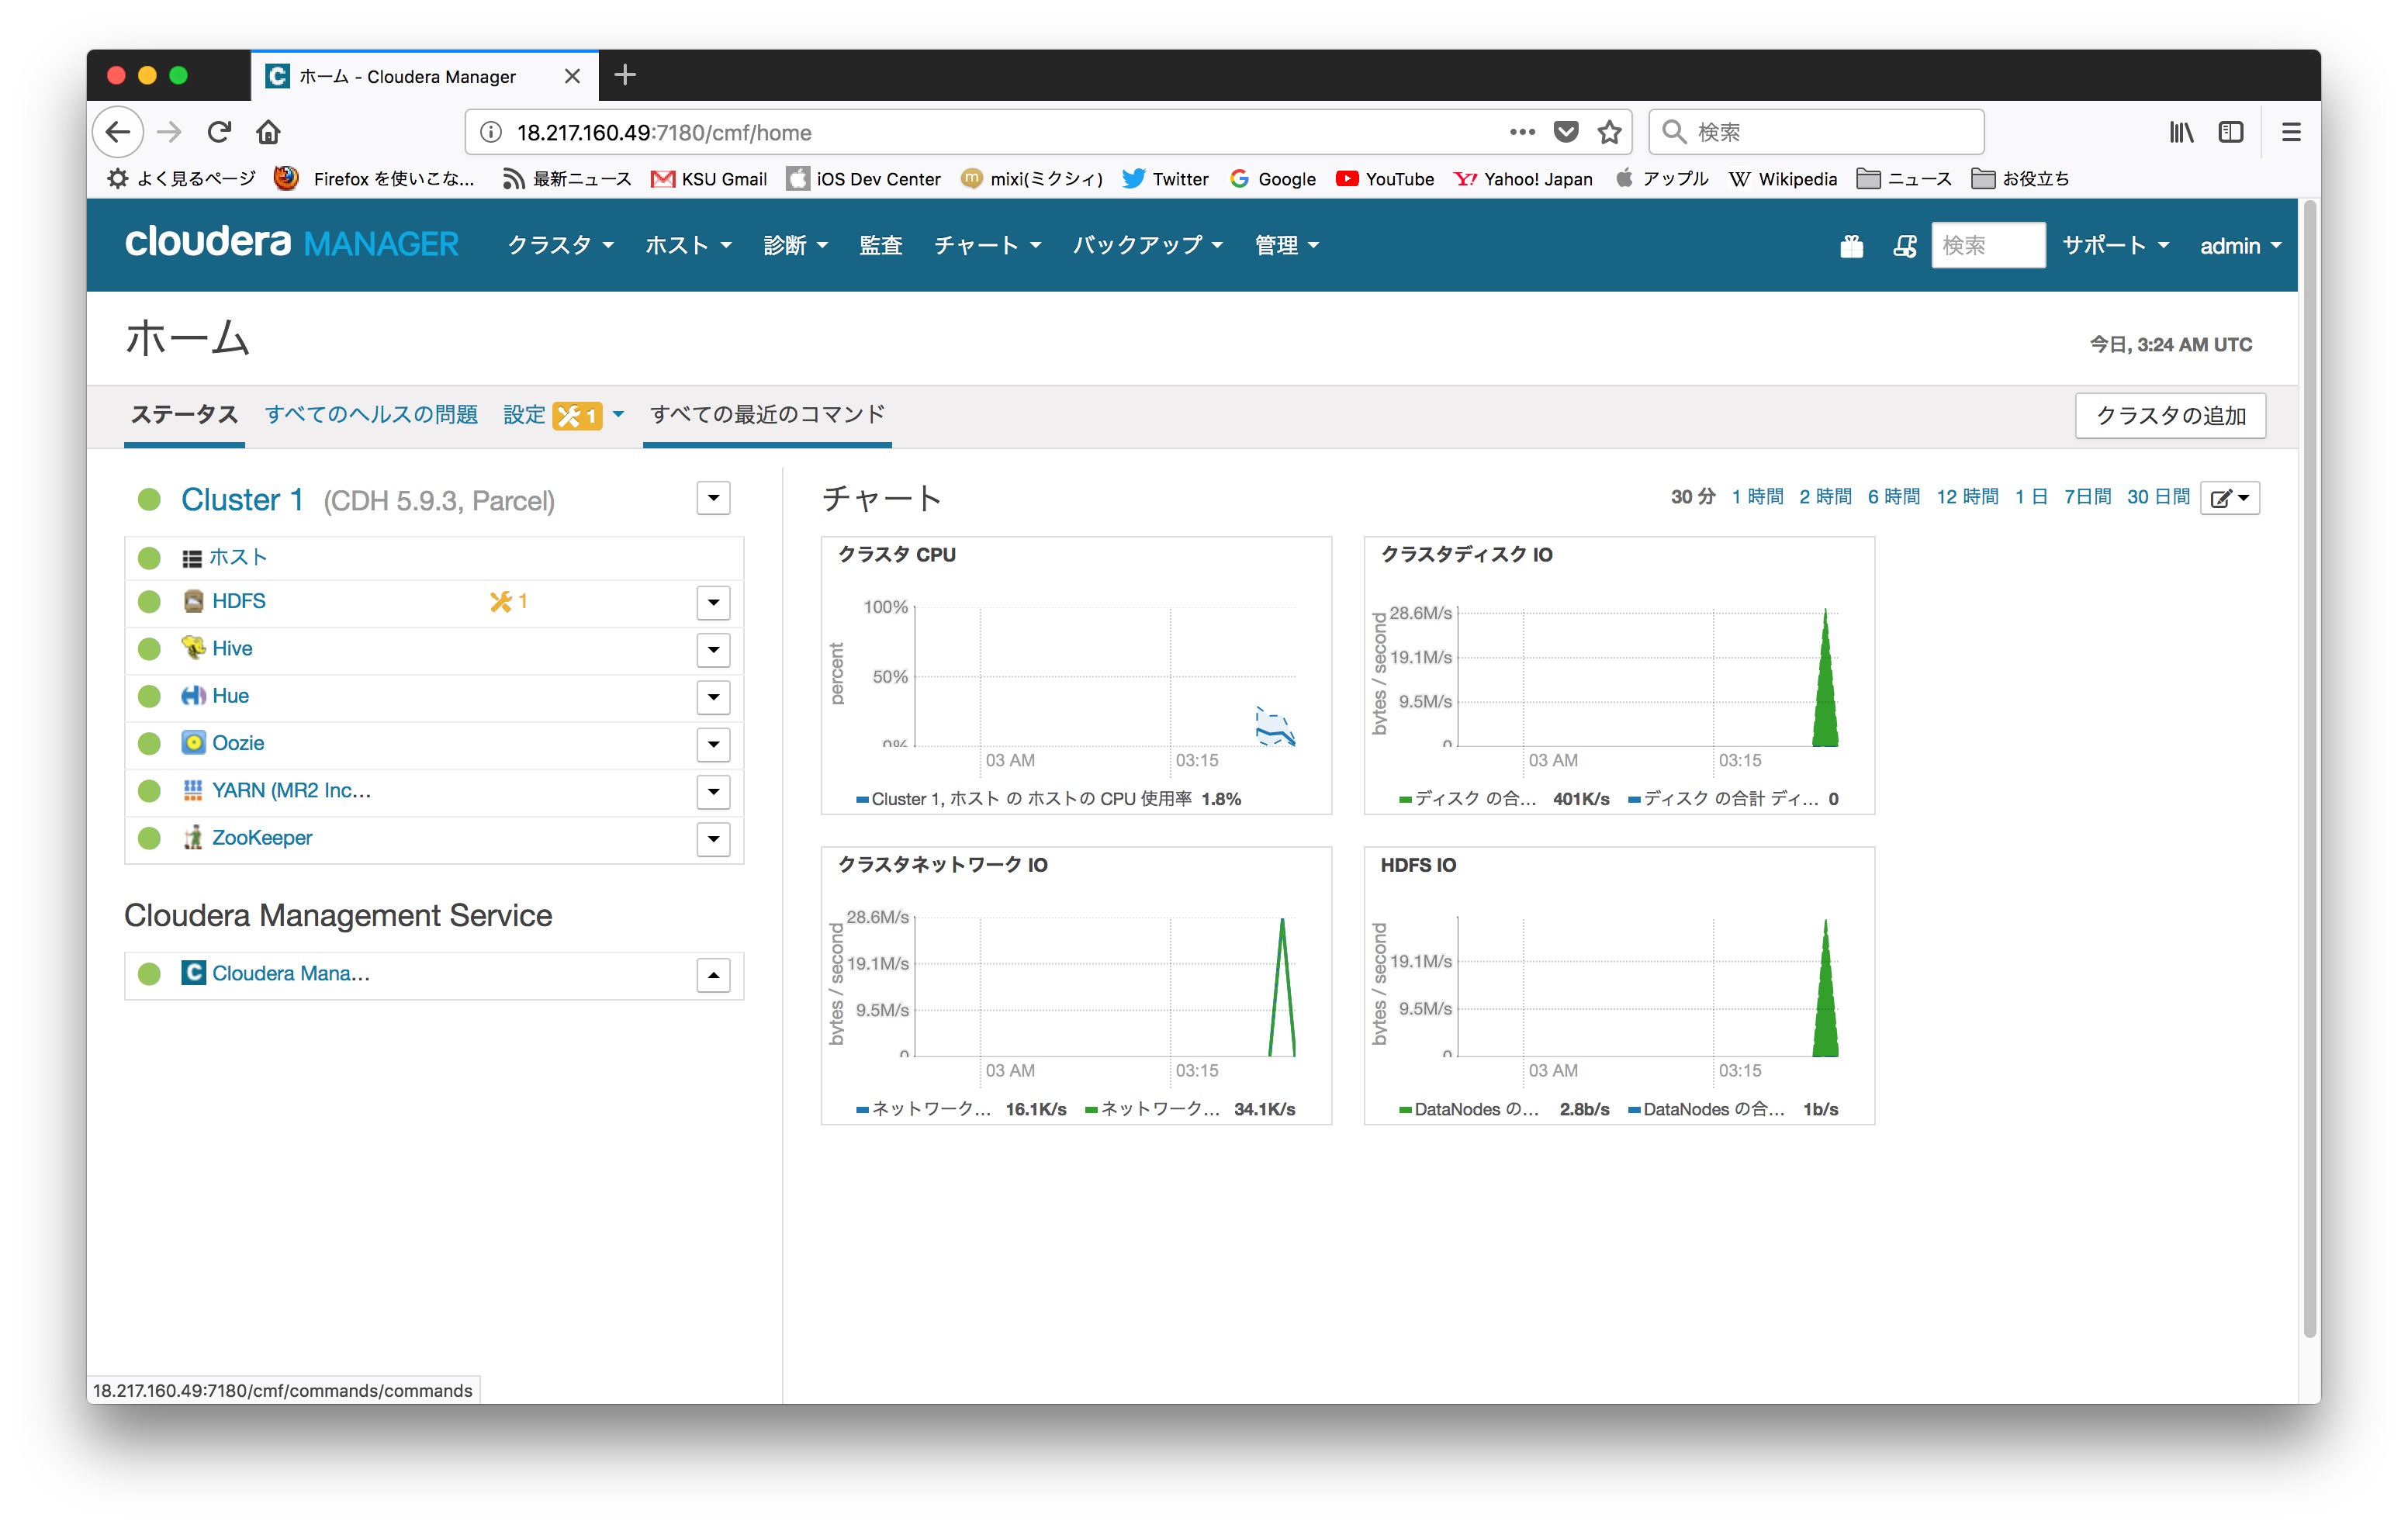 ホーム - Cloudera Manager
18.217.160.49:7180/cmf/home
検索
よく見るページ Firefox を使いこな... 最新ニュース KSU Gmail iOS Dev Center mixi(ミクシィ) Twitter Google YouTube Yahoo! Japan アップル Wikipedia ニュース お役立ち
cloudera MANAGER クラスタ ホスト 診断 監査 チャート バックアップ 管理 検索 サポート admin
ホーム
今日, 3:24 AM UTC
ステータス すべてのヘルスの問題 設定 1 すべての最近のコマンド クラスタの追加
Cluster 1 (CDH 5.9.3, Parcel)
ホスト
HDFS 1
Hive
Hue
Oozie
YARN (MR2 Inc...
ZooKeeper
Cloudera Management Service
Cloudera Mana...
チャート
30 分 1 時間 2 時間 6 時間 12 時間 1 日 7日間 30 日間
クラスタ CPU
percent
100%
50%
0%
03 AM 03:15
Cluster 1, ホスト の ホストの CPU 使用率 1.8%
クラスタディスク IO
bytes / second
28.6M/s
19.1M/s
9.5M/s
0
03 AM 03:15
ディスク の合... 401K/s ディスク の合計 ディ... 0
クラスタネットワーク IO
bytes / second
28.6M/s
19.1M/s
9.5M/s
0
03 AM 03:15
ネットワーク... 16.1K/s ネットワーク... 34.1K/s
HDFS IO
bytes / second
19.1M/s
9.5M/s
0
03 AM 03:15
DataNodes の... 2.8b/s DataNodes の合... 1b/s
18.217.160.49:7180/cmf/commands/commands